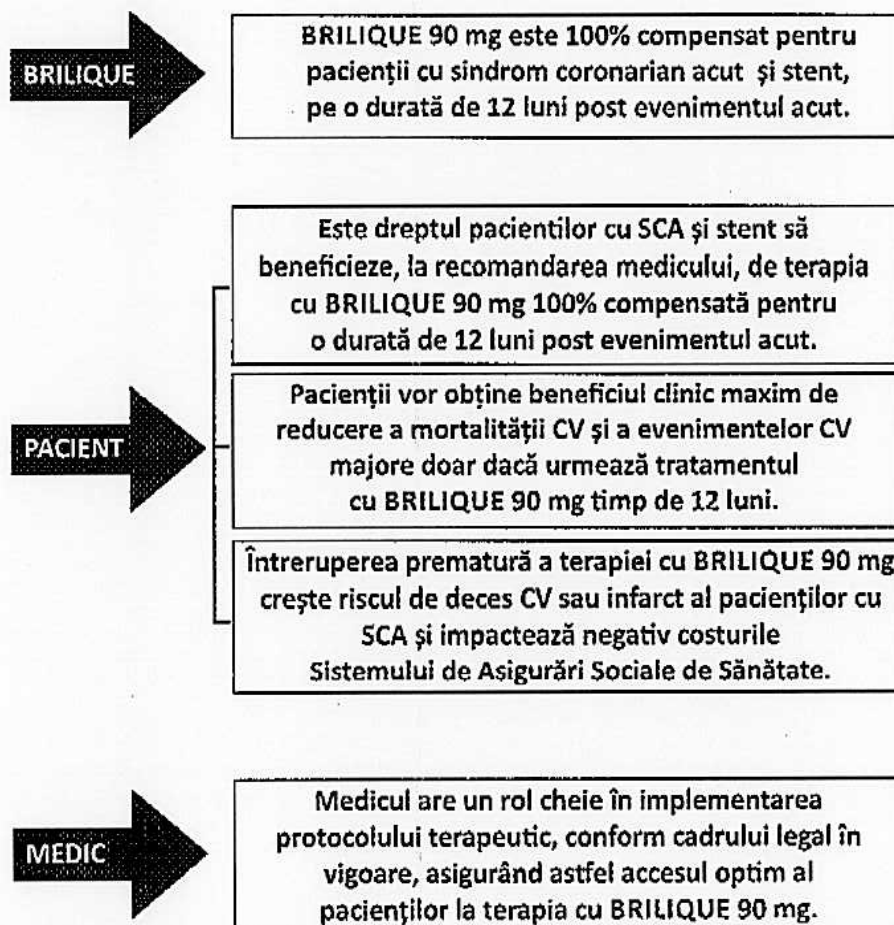 BRILIQUE
BRILIQUE 90 mg este 100% compensat pentru
pacienții cu sindrom coronarian acut și stent,
pe o durată de 12 luni post evenimentul acut.
PACIENT
Este dreptul pacientilor cu SCA și stent să
beneficieze, la recomandarea medicului, de terapia
cu BRILIQUE 90 mg 100% compensată pentru
o durată de 12 luni post evenimentul acut.
Pacienții vor obține beneficiul clinic maxim de
reducere a mortalității CV și a evenimentelor CV
majore doar dacă urmează tratamentul
cu BRILIQUE 90 mg timp de 12 luni.
Întreruperea prematură a terapiei cu BRILIQUE 90 mg
crește riscul de deces CV sau infarct al pacienților cu
SCA și impactează negativ costurile
Sistemului de Asigurări Sociale de Sănătate.
MEDIC
Medicul are un rol cheie în implementarea
protocolului terapeutic, conform cadrului legal în
vigoare, asigurând astfel accesul optim al
pacienților la terapia cu BRILIQUE 90 mg.